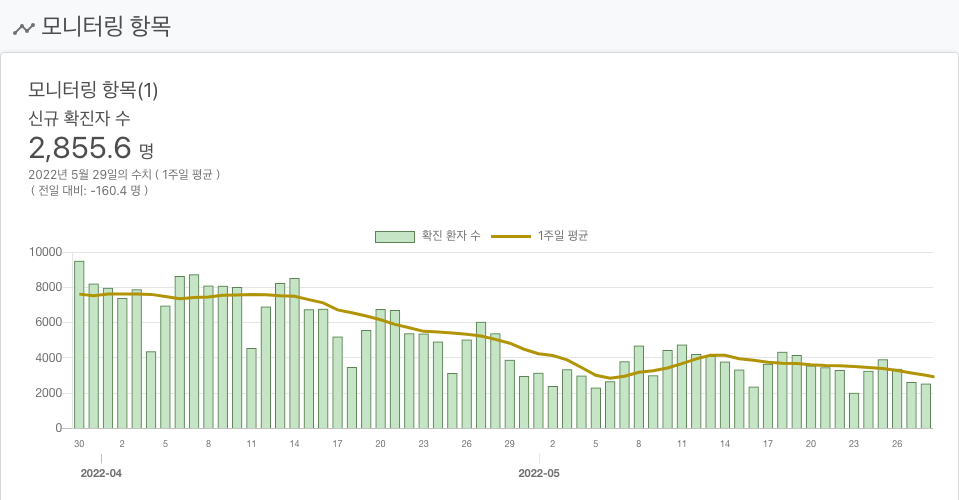 모니터링 항목
모니터링 항목(1)
신규 확진자 수
2,855.6 명
2022년 5월 29일의 수치 ( 1주일 평균 )
( 전일 대비: -160.4 명 )
확진 환자 수 1주일 평균
10000
8000
6000
4000
2000
0
30 2 5 8 11 14 17 20 23 26 29 2 5 8 11 14 17 20 23 26
2022-04 2022-05